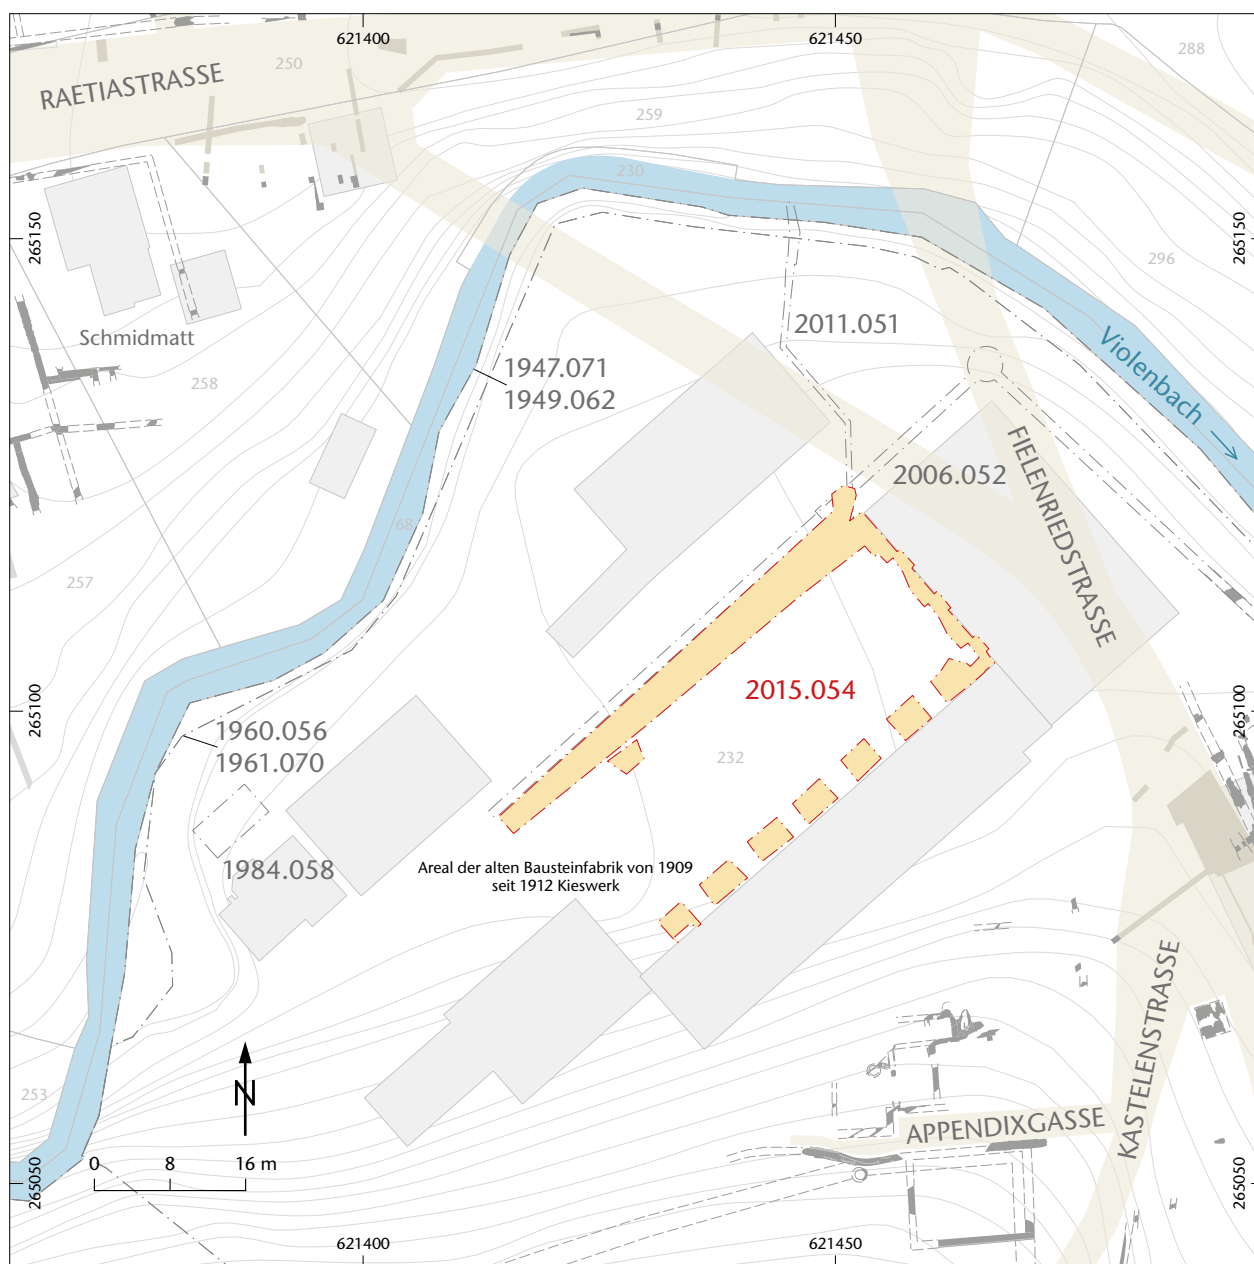 621400
621450
288
250
RAETIASTRASSE
259
230
265150
265150
296
2011.051
Schmidmatt
Violenbach
1947.071
1949.062
258
FIELENRIEDSTRASSE
2006.052
68
257
2015.054
265100
265100
1960.056
1961.070
232
1984.058
Areal der alten Bausteinfabrik von 1909
seit 1912 Kieswerk
KASTELENSTRASSE
253
N
APPENDIXGASSE
0 8 16 m
265050
265050
621400
621450